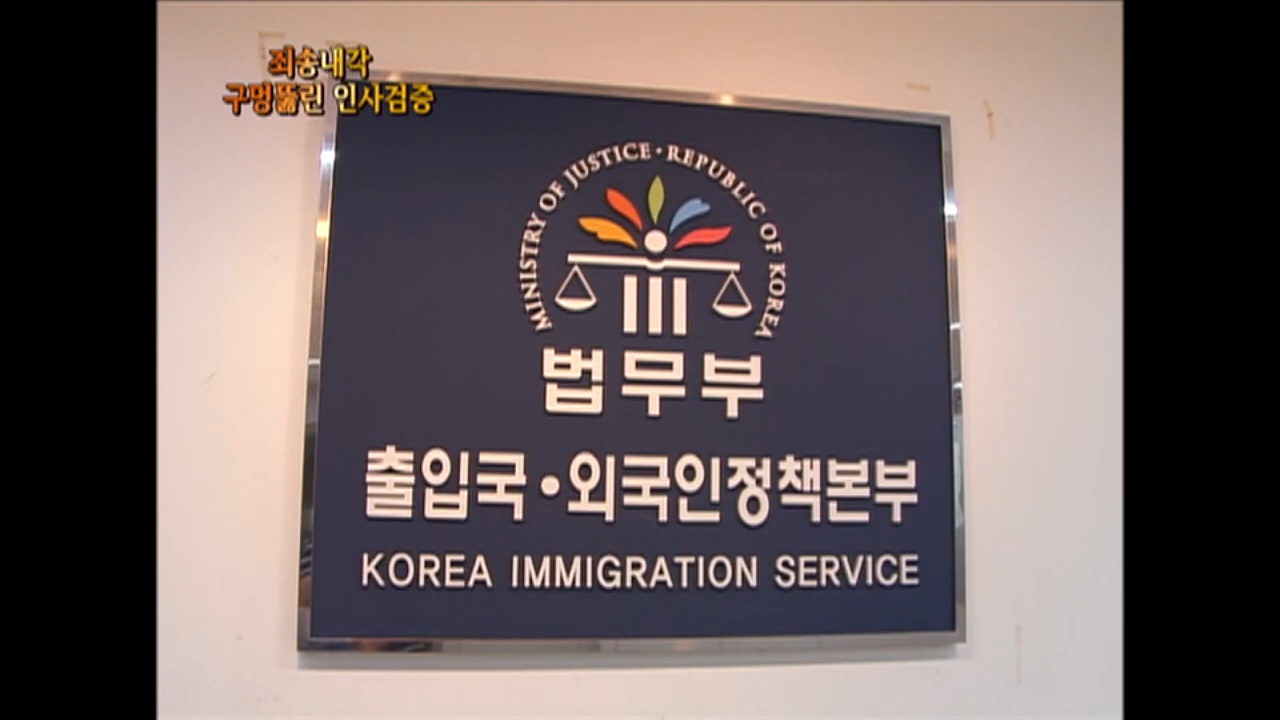 죄송내각
구멍뚫린 인사검증
MINISTRY OF JUSTICE · REPUBLIC OF KOREA
법무부
출입국·외국인정책본부
KOREA IMMIGRATION SERVICE